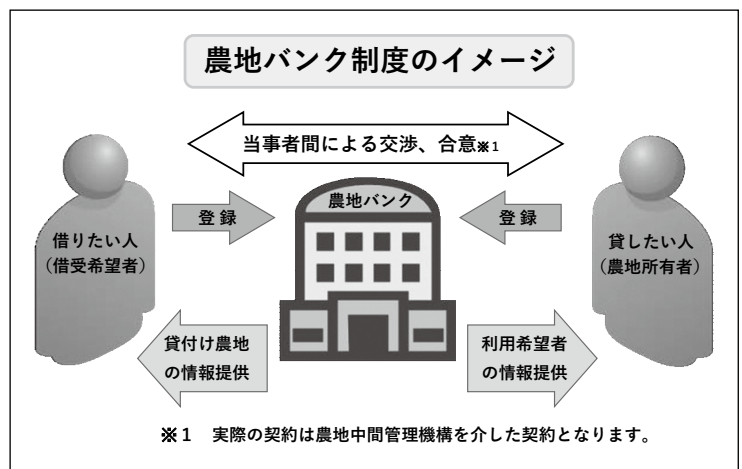 農地バンク制度のイメージ
当事者間による交渉、合意※1
農地バンク
登録
登録
借りたい人
（借受希望者）
貸したい人
（農地所有者）
貸付け農地
の情報提供
利用希望者
の情報提供
※1　実際の契約は農地中間管理機構を介した契約となります。